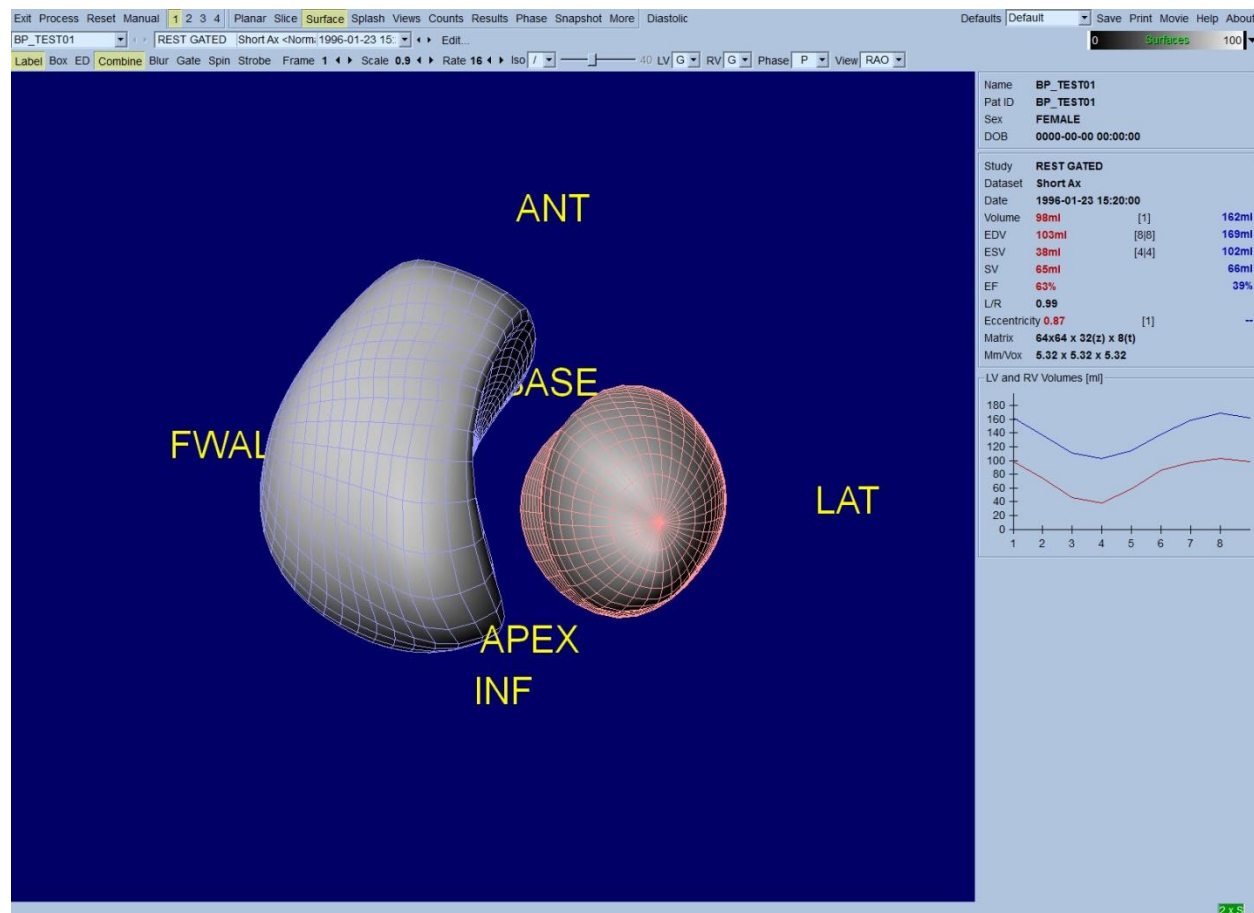 Exit Process Reset Manual 1 2 3 4 Planar Slice Surface Splash Views Counts Results Phase Snapshot More Diastolic Defaults Default Save Print Movie Help About
BP_TEST01 REST GATED Short Ax <Norm: 1996-01-23 15: Edit... 0 Surfaces 100
Label Box ED Combine Blur Gate Spin Strobe Frame 1 Scale 0.9 Rate 16 Iso / 40 LV G RV G Phase P View RAO
ANT
BASE
FWAL
LAT
APEX
INF
Name BP_TEST01
Pat ID BP_TEST01
Sex FEMALE
DOB 0000-00-00 00:00:00
Study REST GATED
Dataset Short Ax
Date 1996-01-23 15:20:00
Volume 98ml [1] 162ml
EDV 103ml [8|8] 169ml
ESV 38ml [4|4] 102ml
SV 65ml 66ml
EF 63% 39%
L/R 0.99
Eccentricity 0.87 [1] --
Matrix 64x64 x 32(z) x 8(t)
Mm/Vox 5.32 x 5.32 x 5.32
LV and RV Volumes [ml]
180
160
140
120
100
80
60
40
20
0
1 2 3 4 5 6 7 8
2 x S